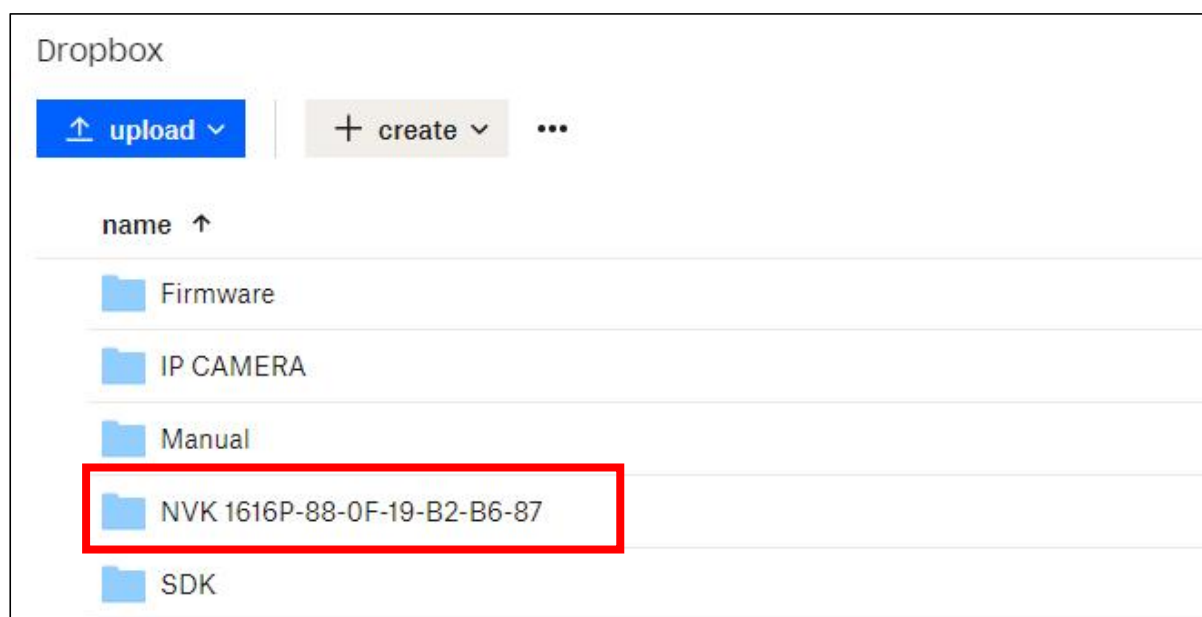 Dropbox
upload
+ create •••
name ↑
Firmware
IP CAMERA
Manual
NVK 1616P-88-0F-19-B2-B6-87
SDK